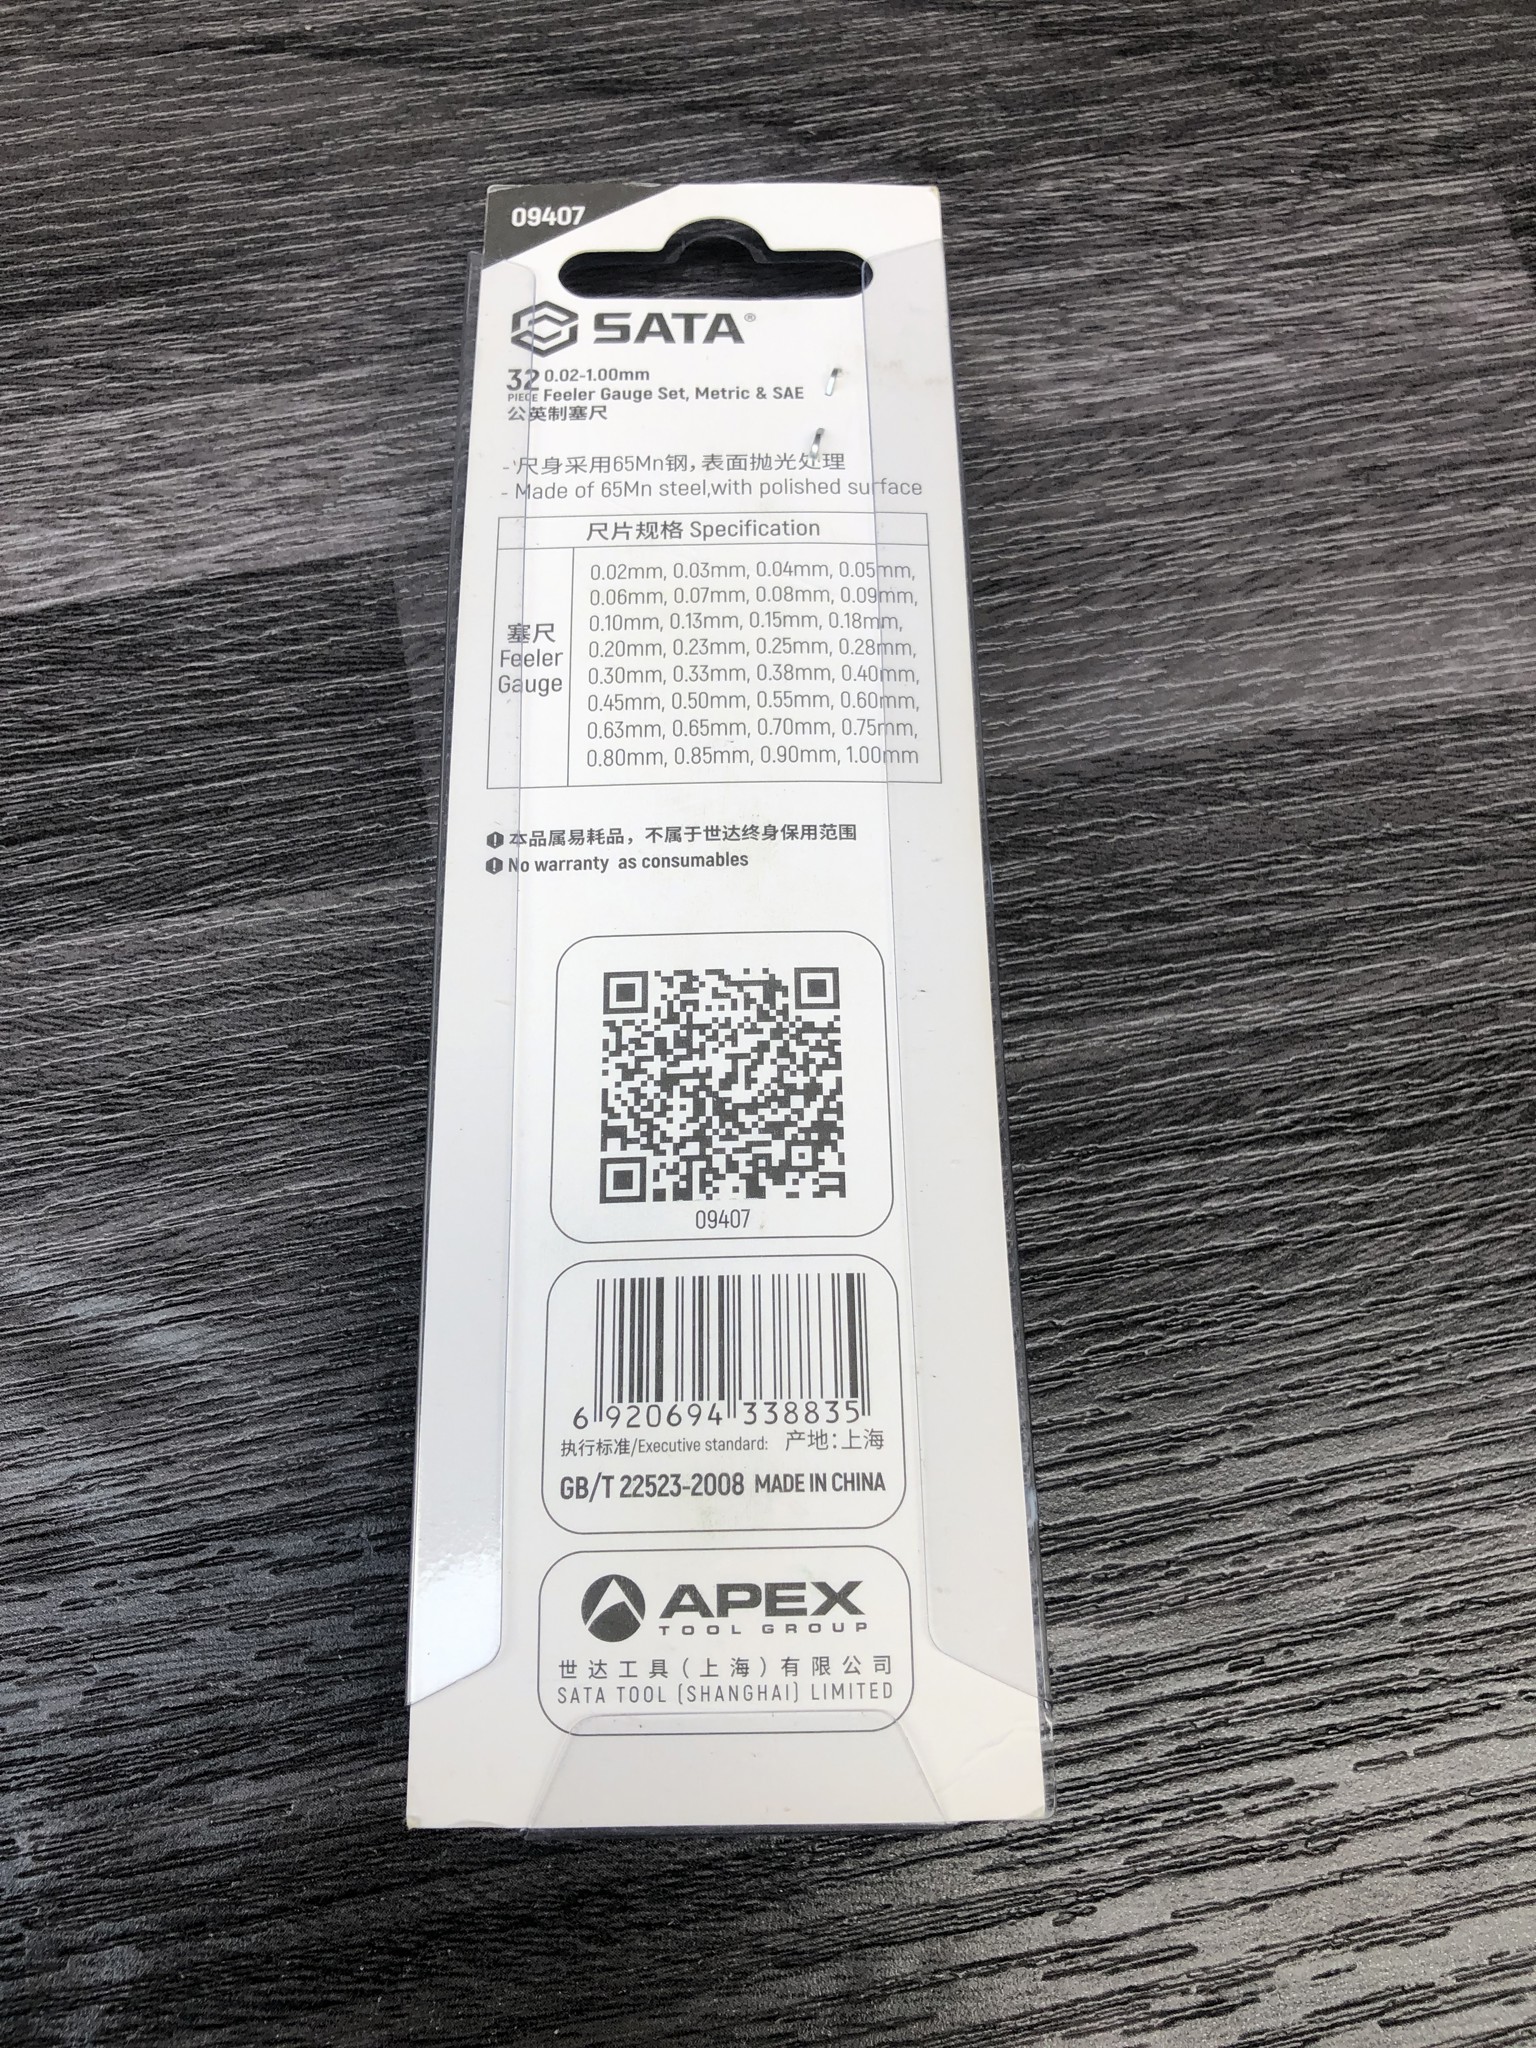 09407
SATA®
32 0.02-1.00mm
PIECE Feeler Gauge Set, Metric & SAE
公英制塞尺
- 尺身采用65Mn钢，表面抛光处理
- Made of 65Mn steel,with polished surface
尺片规格 Specification
塞尺
Feeler
Gauge
0.02mm, 0.03mm, 0.04mm, 0.05mm,
0.06mm, 0.07mm, 0.08mm, 0.09mm,
0.10mm, 0.13mm, 0.15mm, 0.18mm,
0.20mm, 0.23mm, 0.25mm, 0.28mm,
0.30mm, 0.33mm, 0.38mm, 0.40mm,
0.45mm, 0.50mm, 0.55mm, 0.60mm,
0.63mm, 0.65mm, 0.70mm, 0.75mm,
0.80mm, 0.85mm, 0.90mm, 1.00mm
本品属易耗品，不属于世达终身保用范围
No warranty as consumables
09407
6 920694 338835
执行标准/Executive standard: 产地：上海
GB/T 22523-2008 MADE IN CHINA
APEX
TOOL GROUP
世达工具（上海）有限公司
SATA TOOL (SHANGHAI) LIMITED